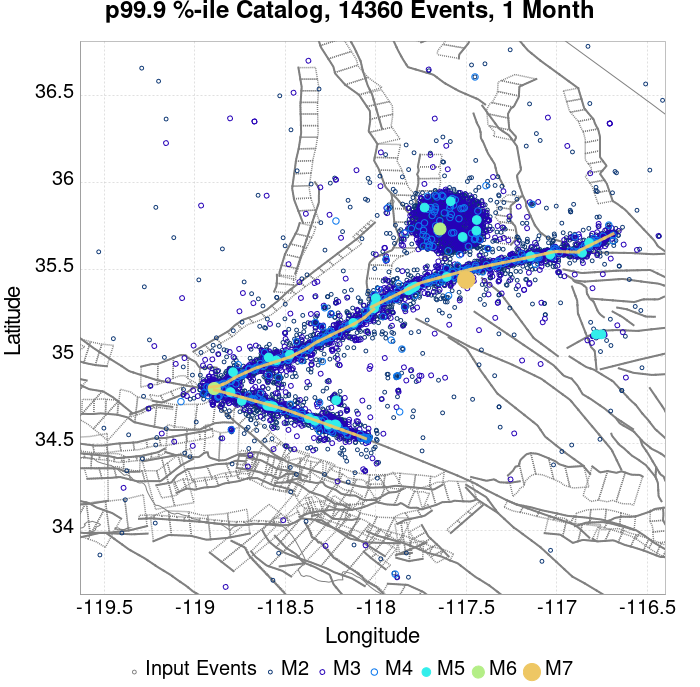 p99.9 %-ile Catalog, 14360 Events, 1 Month
36.5
36
35.5
35
34.5
34
Latitude
-119.5 -119 -118.5 -118 -117.5 -117 -116.5
Longitude
Input Events M2 M3 M4 M5 M6 M7